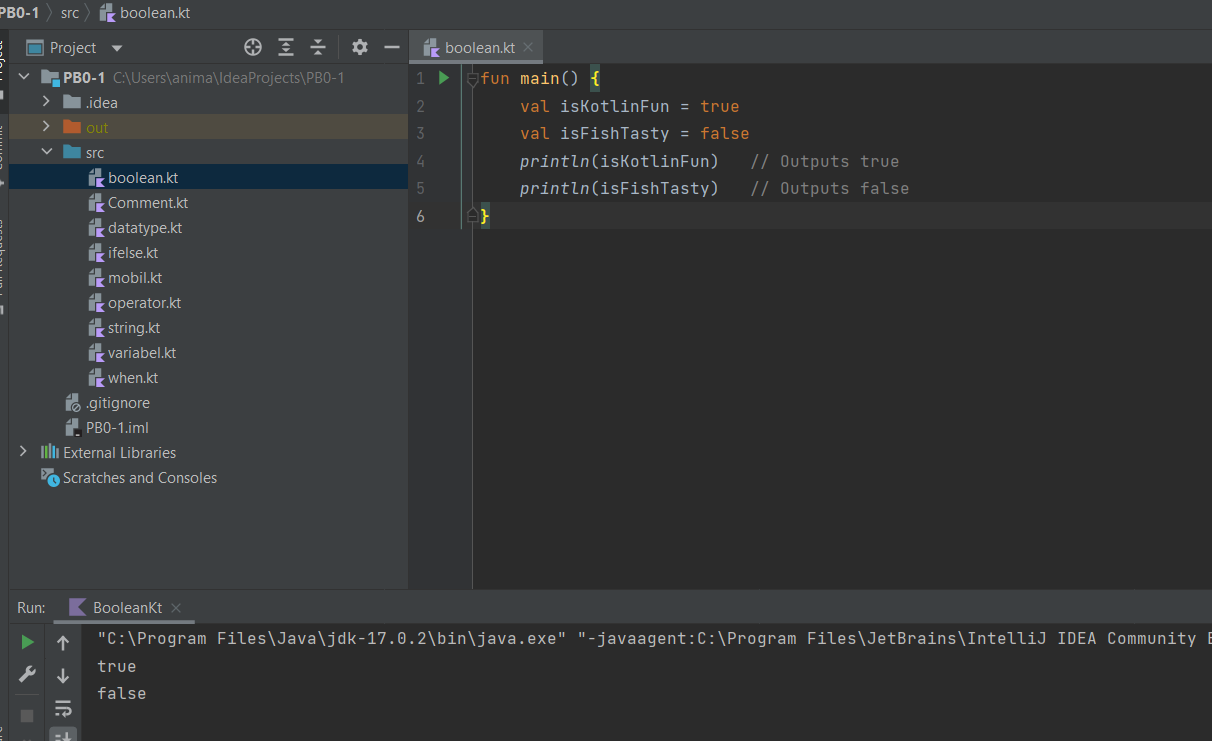 PB0-1 src boolean.kt
Project
boolean.kt
PB0-1 C:\Users\anima\IdeaProjects\PB0-1
.idea
out
src
boolean.kt
Comment.kt
datatype.kt
ifelse.kt
mobil.kt
operator.kt
string.kt
variabel.kt
when.kt
.gitignore
PB0-1.iml
External Libraries
Scratches and Consoles
1 fun main() {
2 val isKotlinFun = true
3 val isFishTasty = false
4 println(isKotlinFun) // Outputs true
5 println(isFishTasty) // Outputs false
6 }
Run: BooleanKt
"C:\Program Files\Java\jdk-17.0.2\bin\java.exe" "-javaagent:C:\Program Files\JetBrains\IntelliJ IDEA Community
true
false